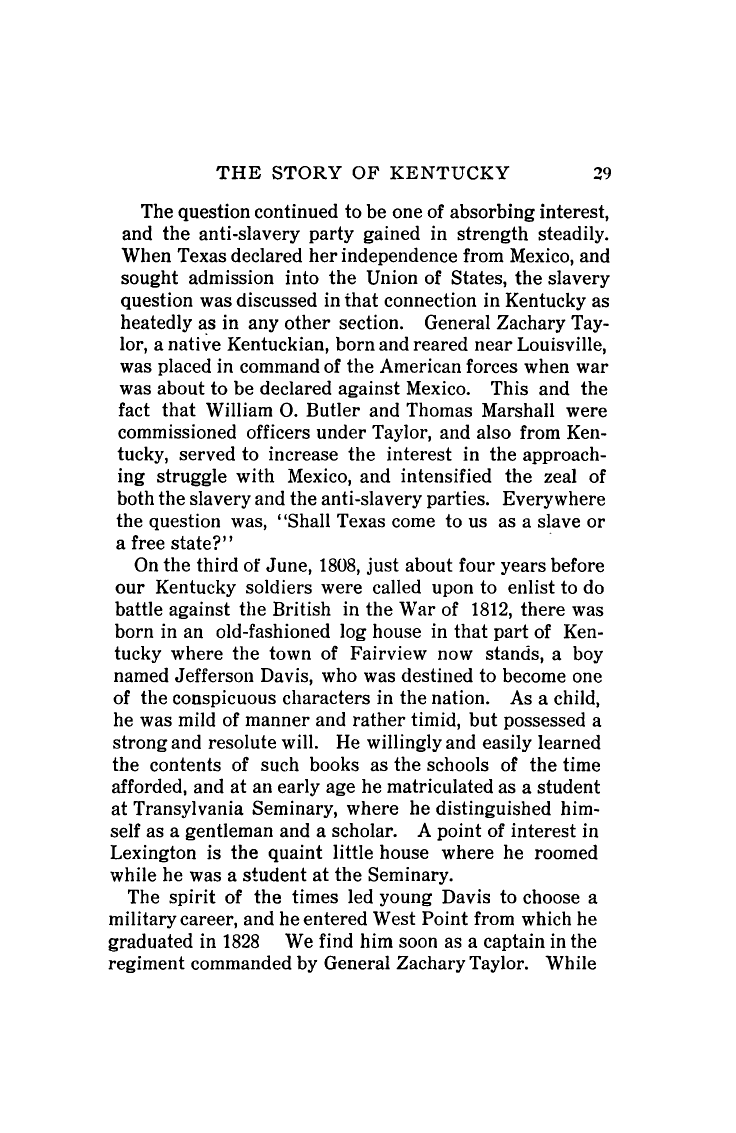 THE STORY OF KENTUCKY 29
The question continued to be one of absorbing interest,
and the anti-slavery party gained in strength steadily.
When Texas declared her independence from Mexico, and
sought admission into the Union of States, the slavery
question was discussed in that connection in Kentucky as
heatedly as in any other section. General Zachary Tay-
lor, a native Kentuckian, born and reared near Louisville,
was placed in command of the American forces when war
was about to be declared against Mexico. This and the
fact that William O. Butler and Thomas Marshall were
commissioned officers under Taylor, and also from Ken-
tucky, served to increase the interest in the approach-
ing struggle with Mexico, and intensified the zeal of
both the slavery and the anti-slavery parties. Everywhere
the question was, "Shall Texas come to us as a slave or
a free state?"
On the third of June, 1808, just about four years before
our Kentucky soldiers were called upon to enlist to do
battle against the British in the War of 1812, there was
born in an old-fashioned log house in that part of Ken-
tucky where the town of Fairview now stands, a boy
named Jefferson Davis, who was destined to become one
of the conspicuous characters in the nation. As a child,
he was mild of manner and rather timid, but possessed a
strong and resolute will. He willingly and easily learned
the contents of such books as the schools of the time
afforded, and at an early age he matriculated as a student
at Transylvania Seminary, where he distinguished him-
self as a gentleman and a scholar. A point of interest in
Lexington is the quaint little house where he roomed
while he was a student at the Seminary.
The spirit of the times led young Davis to choose a
military career, and he entered West Point from which he
graduated in 1828 We find him soon as a captain in the
regiment commanded by General Zachary Taylor. While